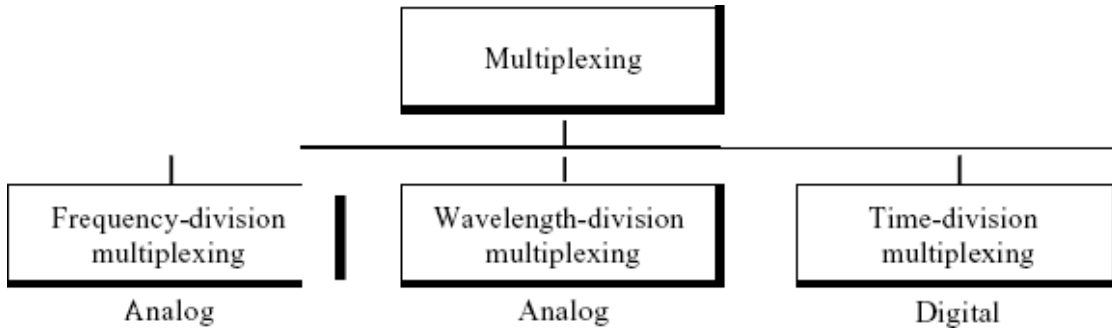 Multiplexing
Frequency-division
multiplexing
Wavelength-division
multiplexing
Time-division
multiplexing
Analog
Analog
Digital